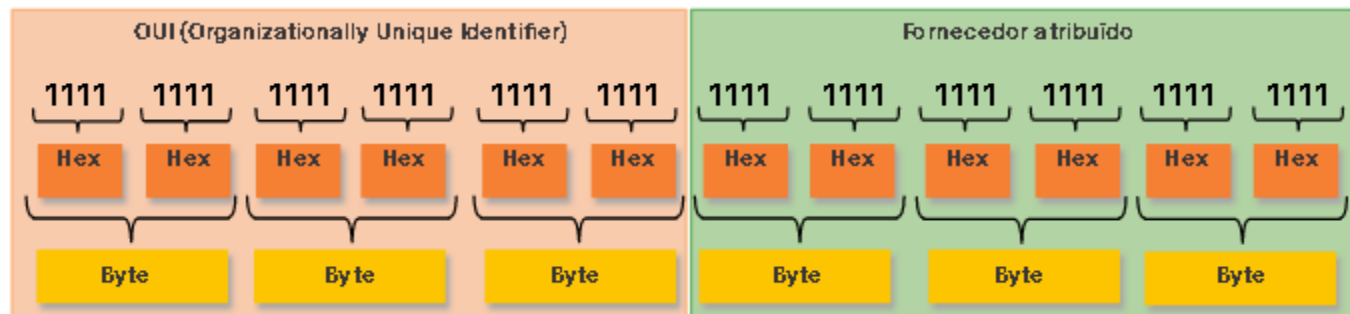 OUI (Organizationally Unique Identifier) Fornecedor atribuído
1111 1111 1111 1111 1111 1111 1111 1111 1111 1111 1111 1111
Hex Hex Hex Hex Hex Hex Hex Hex Hex Hex Hex Hex
Byte Byte Byte Byte Byte Byte